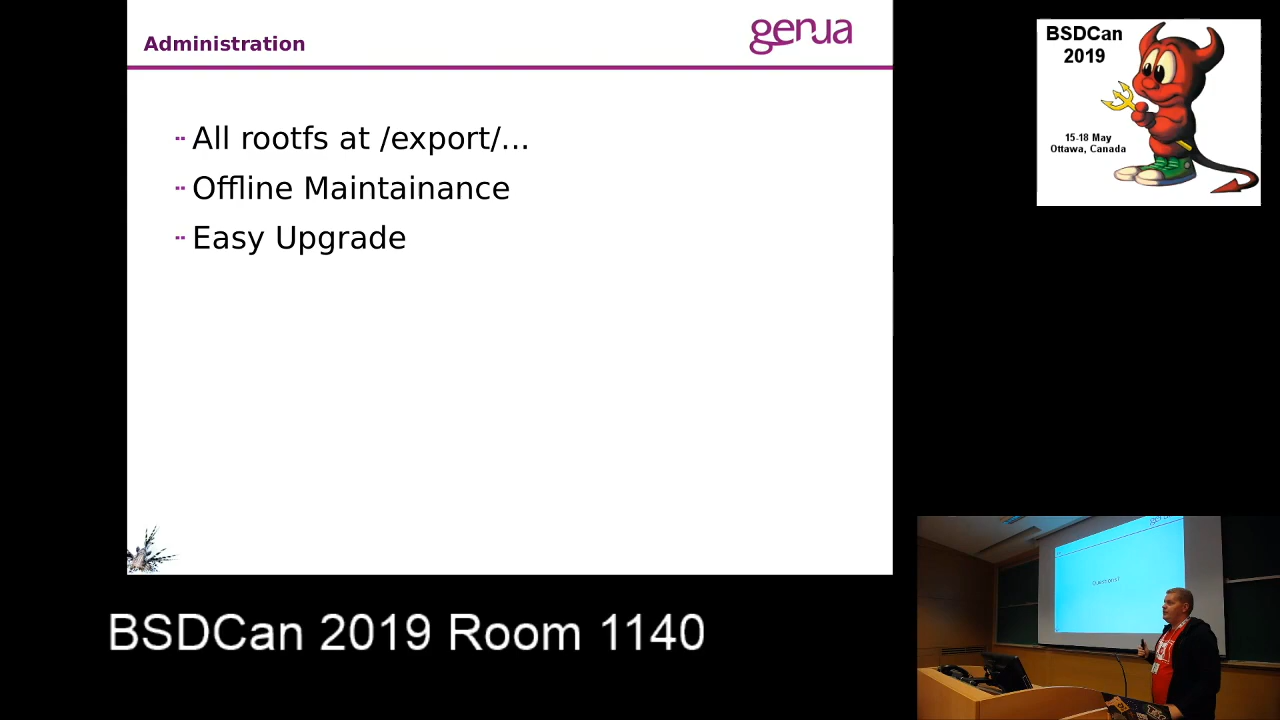 Administration
genua
All rootfs at /export/...
Offline Maintainance
Easy Upgrade
BSDCan
2019
15-18 May
Ottawa, Canada
BSDCan 2019 Room 1140
Questions?